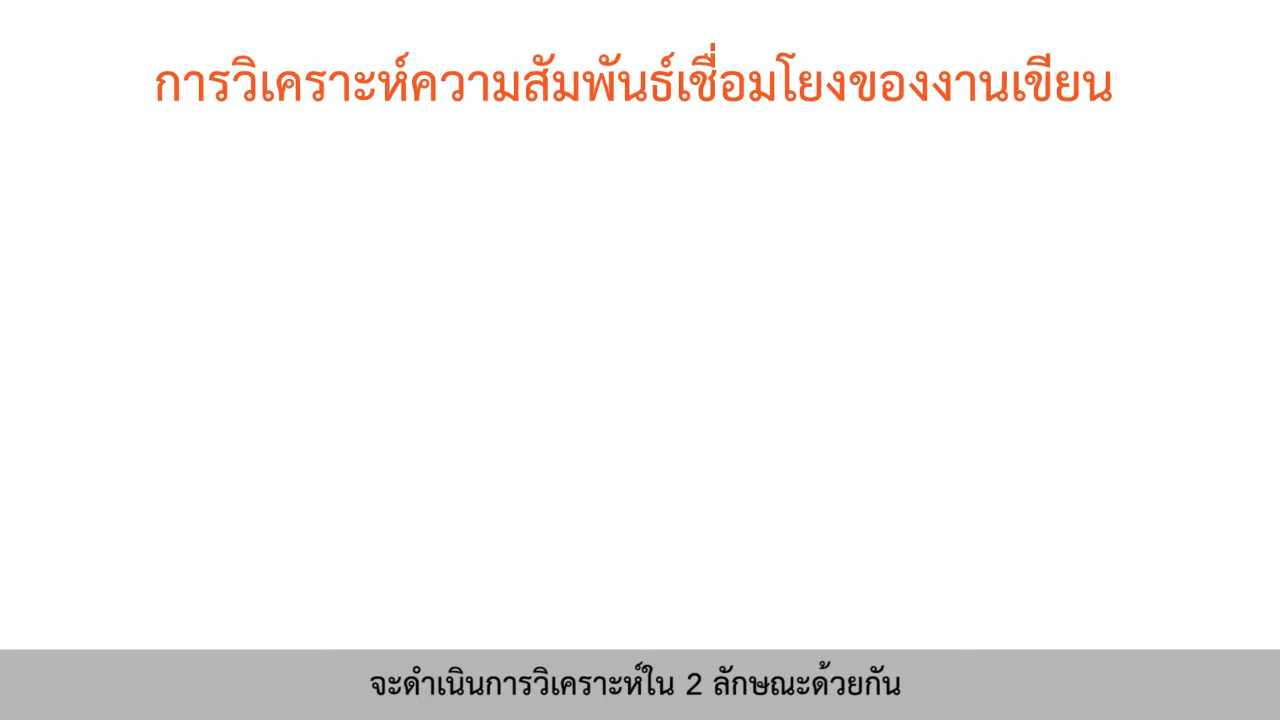 การวิเคราะห์ความสัมพันธ์เชื่อมโยงของงานเขียน
จะดำเนินการวิเคราะห์ใน 2 ลักษณะด้วยกัน